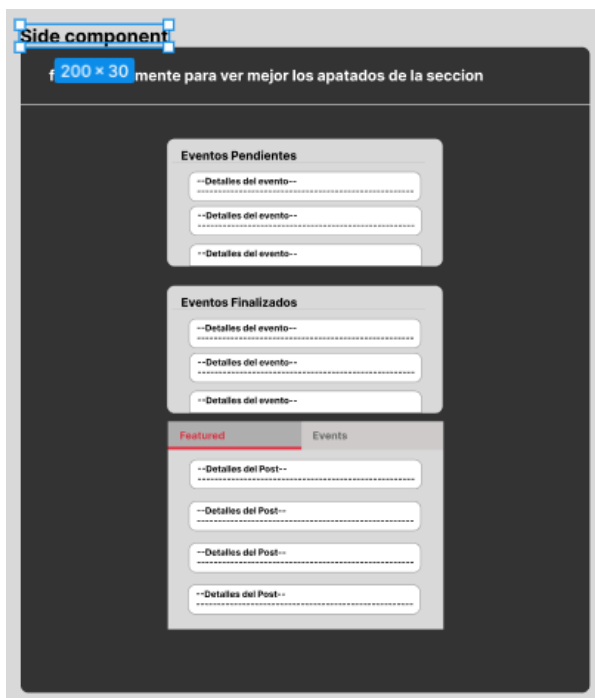 Side component
200 × 30
mente para ver mejor los apatados de la seccion
Eventos Pendientes
--Detalles del evento--
--Detalles del evento--
--Detalles del evento--
Eventos Finalizados
--Detalles del evento--
--Detalles del evento--
--Detalles del evento--
Featured Events
--Detalles del Post--
--Detalles del Post--
--Detalles del Post--
--Detalles del Post--